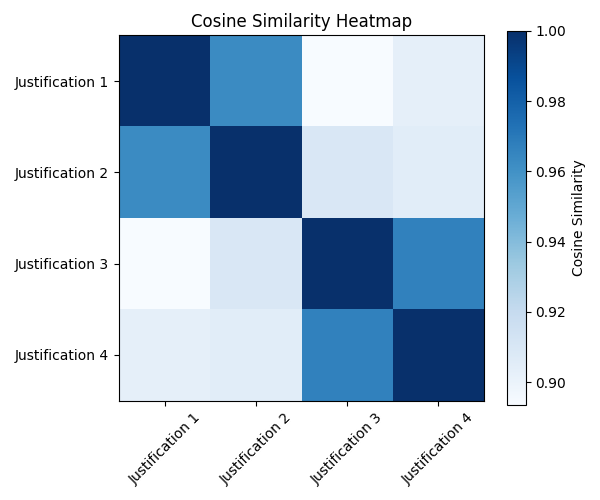 Cosine Similarity Heatmap
Justification 1
Justification 2
Justification 3
Justification 4
Justification 1
Justification 2
Justification 3
Justification 4
1.00
0.98
0.96
0.94
0.92
0.90
Cosine Similarity